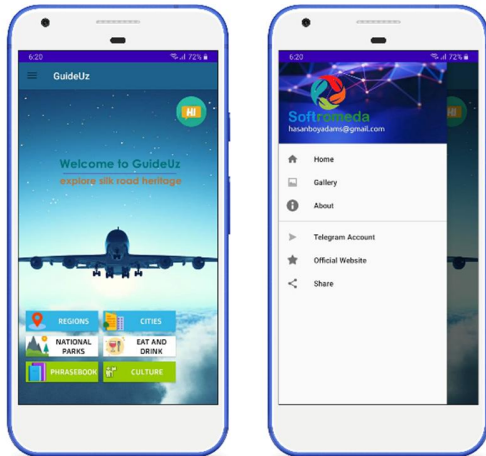 6:20
72%
GuideUz
HI
Welcome to GuideUz
explore silk road heritage
REGIONS
CITIES
NATIONAL
PARKS
EAT AND
DRINK
PHRASEBOOK
CULTURE
6:20
72%
Softromeda
hasanboyadams@gmail.com
Home
Gallery
About
Telegram Account
Official Website
Share